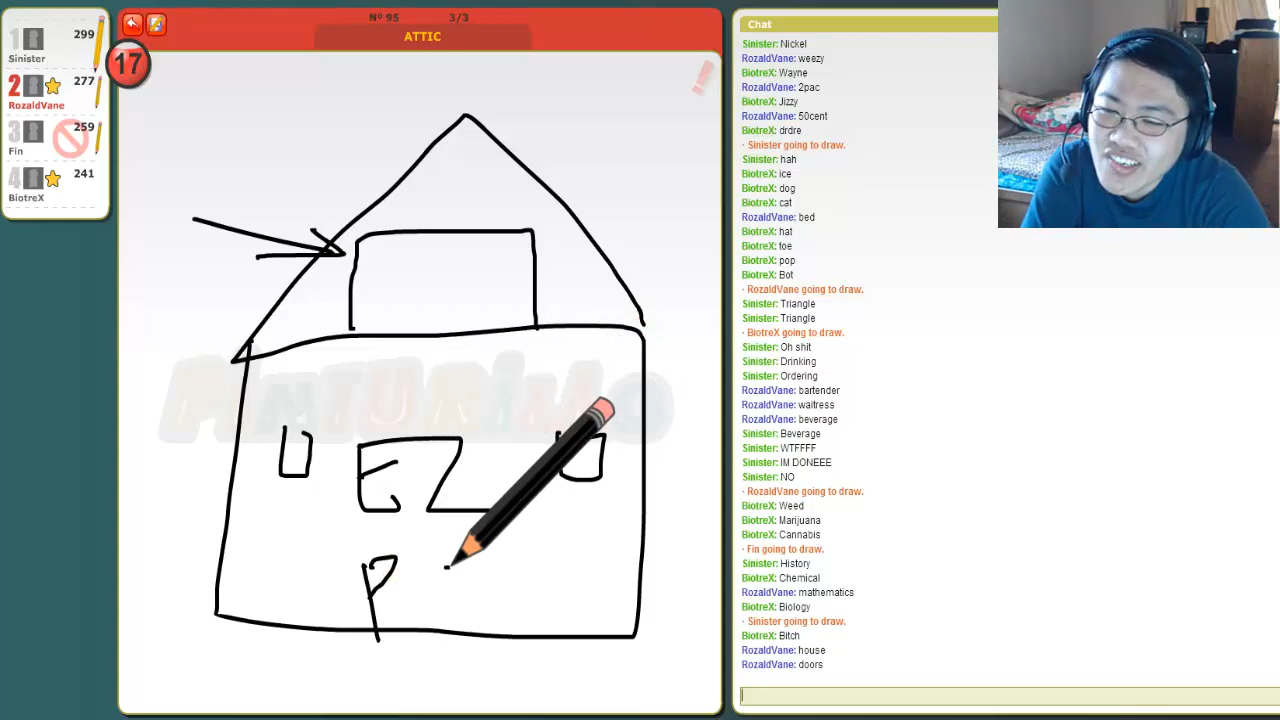 1 299
Sinister
2 277
RozaldVane
3 259
Fin
4 241
BiotreX
Nº 95 3/3
ATTIC
17
EZ
P
Chat
Sinister: Nickel
RozaldVane: weezy
BiotreX: Wayne
RozaldVane: 2pac
BiotreX: Jizzy
RozaldVane: 50cent
BiotreX: drdre
· Sinister going to draw.
Sinister: hah
BiotreX: ice
BiotreX: dog
BiotreX: cat
RozaldVane: bed
BiotreX: hat
BiotreX: toe
BiotreX: pop
BiotreX: Bot
· RozaldVane going to draw.
Sinister: Triangle
Sinister: Triangle
· BiotreX going to draw.
Sinister: Oh shit
Sinister: Drinking
Sinister: Ordering
RozaldVane: bartender
RozaldVane: waitress
RozaldVane: beverage
Sinister: Beverage
Sinister: WTFFFF
Sinister: IM DONEEE
Sinister: NO
· RozaldVane going to draw.
BiotreX: Weed
BiotreX: Marijuana
BiotreX: Cannabis
· Fin going to draw.
Sinister: History
BiotreX: Chemical
RozaldVane: mathematics
BiotreX: Biology
· Sinister going to draw.
BiotreX: Bitch
RozaldVane: house
RozaldVane: doors